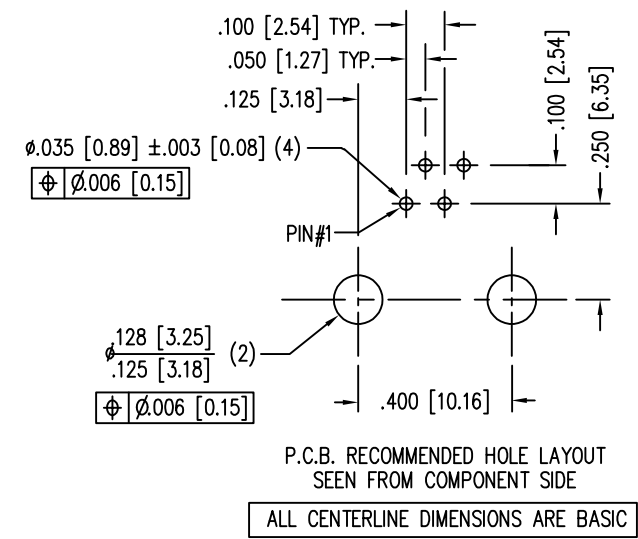 .100 [2.54] TYP.
.050 [1.27] TYP.
.125 [3.18]
.100 [2.54]
.250 [6.35]
⌀.035 [0.89] ±.003 [0.08] (4)
⌖ ⌀.006 [0.15]
PIN#1
⌀.128 [3.25]
.125 [3.18] (2)
⌖ ⌀.006 [0.15]
.400 [10.16]
P.C.B. RECOMMENDED HOLE LAYOUT
SEEN FROM COMPONENT SIDE
ALL CENTERLINE DIMENSIONS ARE BASIC